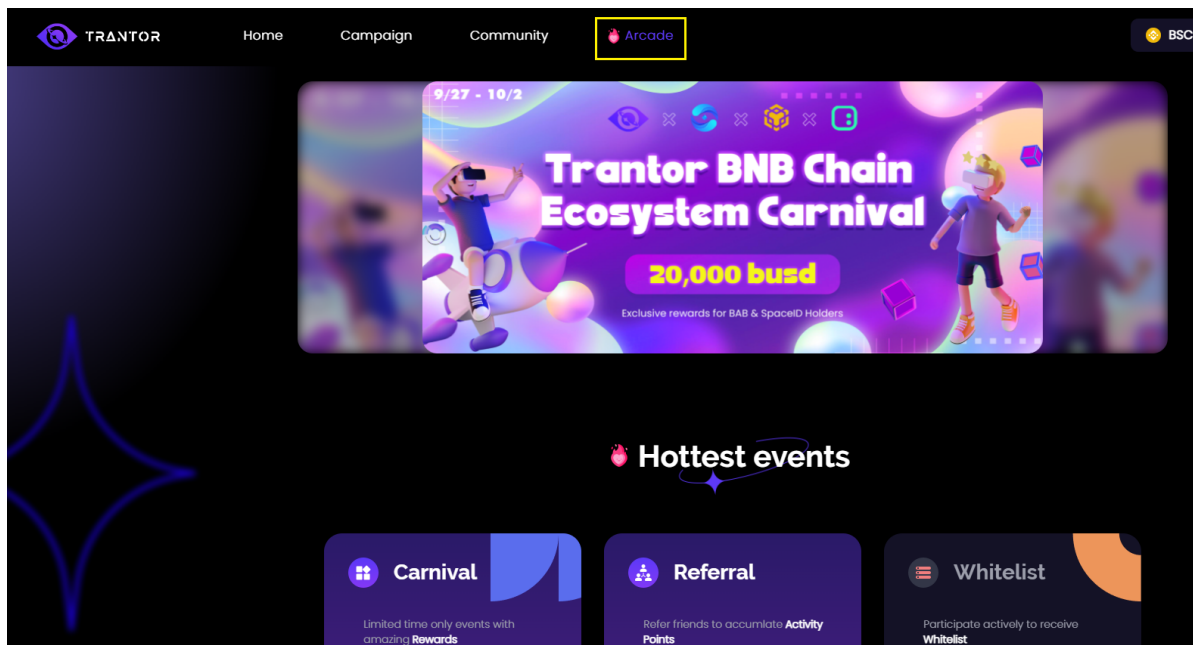 TRANTOR
Home
Campaign
Community
Arcade
BSC
9/27 - 10/2
Trantor BNB Chain
Ecosystem Carnival
20,000 busd
Exclusive rewards for BAB & SpaceID Holders
Hottest events
Carnival
Limited time only events with
amazing Rewards
Referral
Refer friends to accumlate Activity
Points
Whitelist
Participate actively to receive
Whitelist